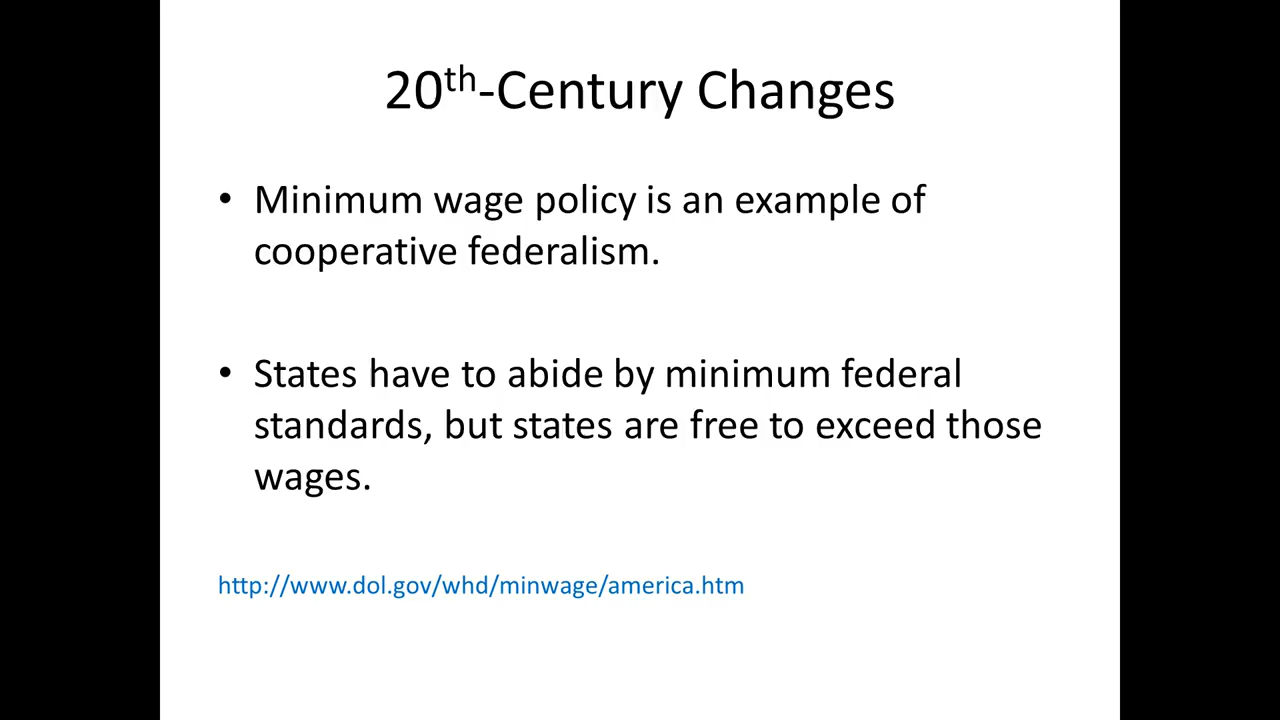 20th-Century Changes
• Minimum wage policy is an example of
cooperative federalism.
• States have to abide by minimum federal
standards, but states are free to exceed those
wages.
http://www.dol.gov/whd/minwage/america.htm